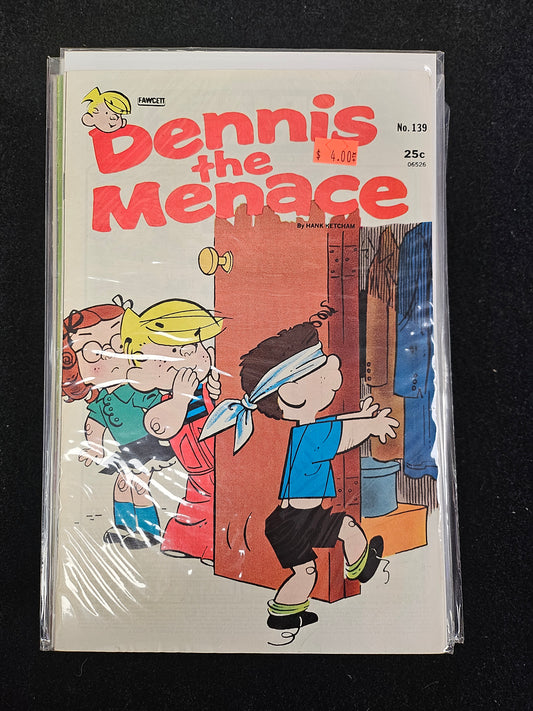 FAWCETT
Dennis
No. 139
the
$ 4.00
25c
06526
Menace
By HANK KETCHAM